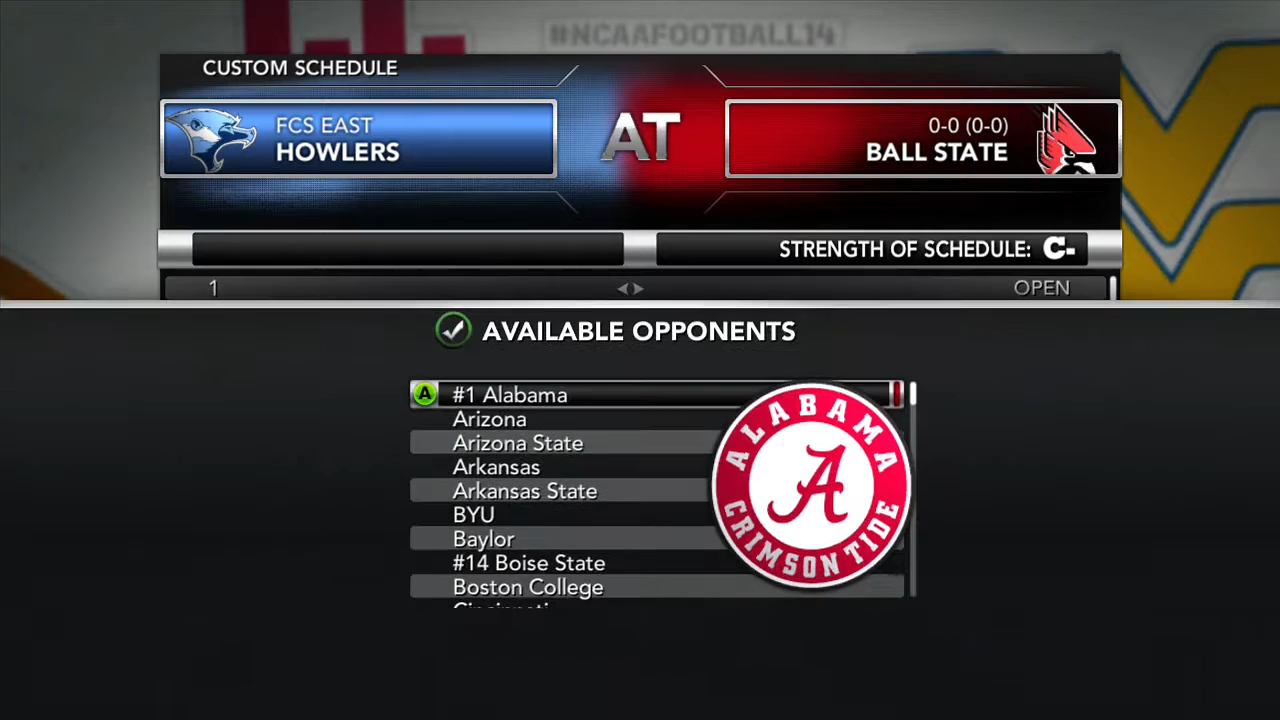 #NCAAFOOTBALL14
CUSTOM SCHEDULE
FCS EAST
HOWLERS
AT
0-0 (0-0)
BALL STATE
STRENGTH OF SCHEDULE: C-
1
OPEN
AVAILABLE OPPONENTS
A #1 Alabama
Arizona
Arizona State
Arkansas
Arkansas State
BYU
Baylor
#14 Boise State
Boston College
ALABAMA
A
CRIMSON TIDE